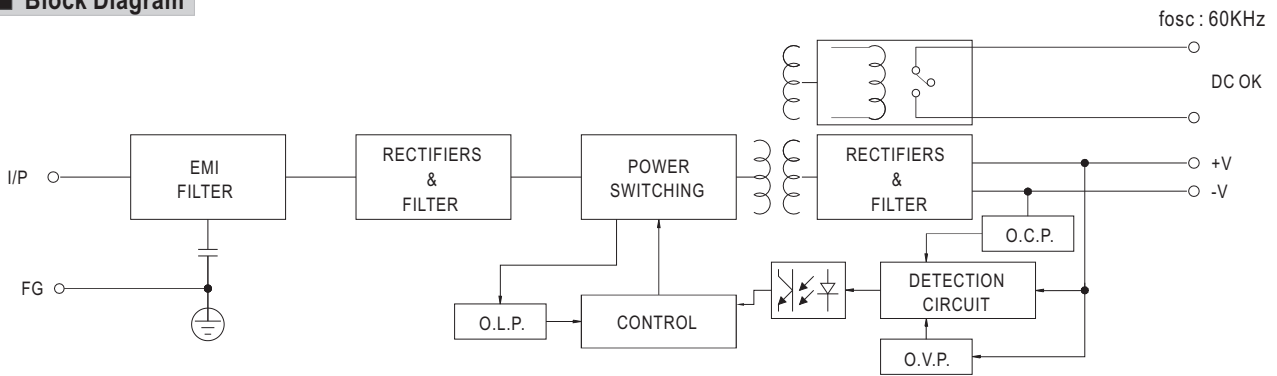 ■ Block Diagram
fosc : 60KHz
DC OK
I/P
EMI
FILTER
RECTIFIERS
&
FILTER
POWER
SWITCHING
RECTIFIERS
&
FILTER
+V
-V
O.C.P.
FG
O.L.P.
CONTROL
DETECTION
CIRCUIT
O.V.P.